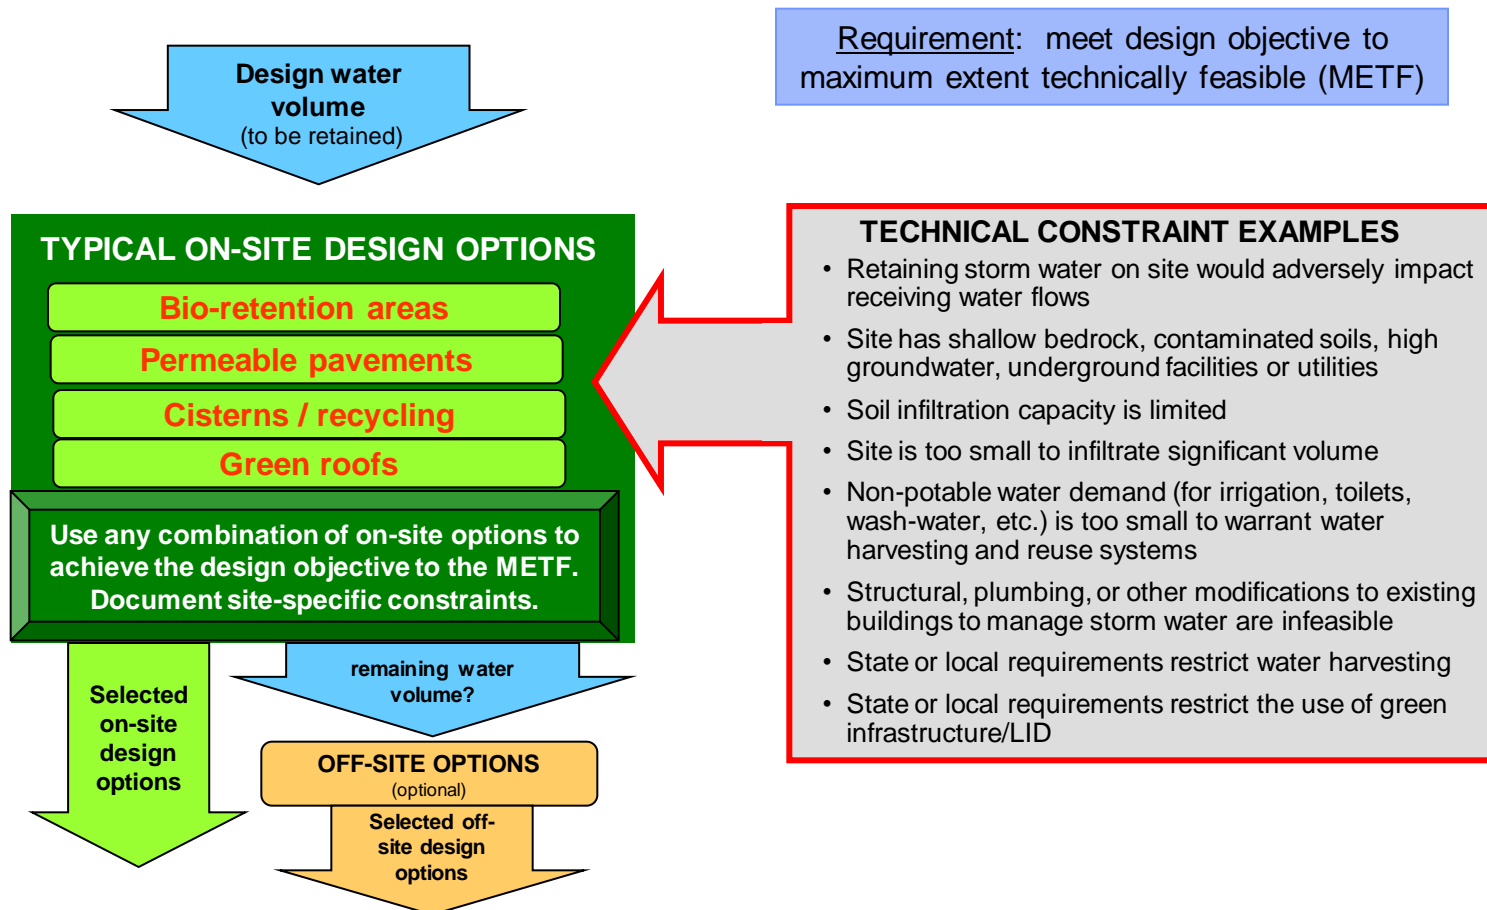 Requirement: meet design objective to
maximum extent technically feasible (METF)
Design water
volume
(to be retained)
TYPICAL ON-SITE DESIGN OPTIONS
Bio-retention areas
Permeable pavements
Cisterns / recycling
Green roofs
Use any combination of on-site options to
achieve the design objective to the METF.
Document site-specific constraints.
Selected
on-site
design
options
remaining water
volume?
OFF-SITE OPTIONS
(optional)
Selected off-
site design
options
TECHNICAL CONSTRAINT EXAMPLES
• Retaining storm water on site would adversely impact
receiving water flows
• Site has shallow bedrock, contaminated soils, high
groundwater, underground facilities or utilities
• Soil infiltration capacity is limited
• Site is too small to infiltrate significant volume
• Non-potable water demand (for irrigation, toilets,
wash-water, etc.) is too small to warrant water
harvesting and reuse systems
• Structural, plumbing, or other modifications to existing
buildings to manage storm water are infeasible
• State or local requirements restrict water harvesting
• State or local requirements restrict the use of green
infrastructure/LID